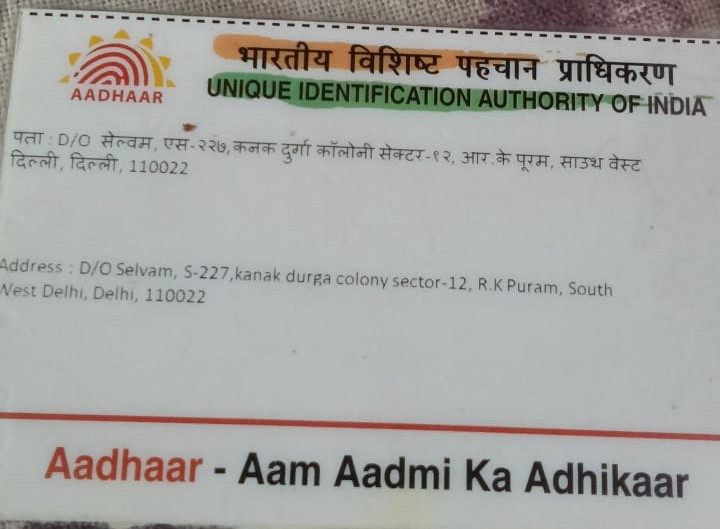 भारतीय विशिष्ट पहचान प्राधिकरण
AADHAAR
UNIQUE IDENTIFICATION AUTHORITY OF INDIA
पता : D/O सेल्वम, एस-२२७,कनक दुर्गा कॉलोनी सेक्टर-१२, आर.के पूरम, साउथ वेस्ट
दिल्ली, दिल्ली, 110022
Address : D/O Selvam, S-227,kanak durga colony sector-12, R.K Puram, South
West Delhi, Delhi, 110022
Aadhaar - Aam Aadmi Ka Adhikaar